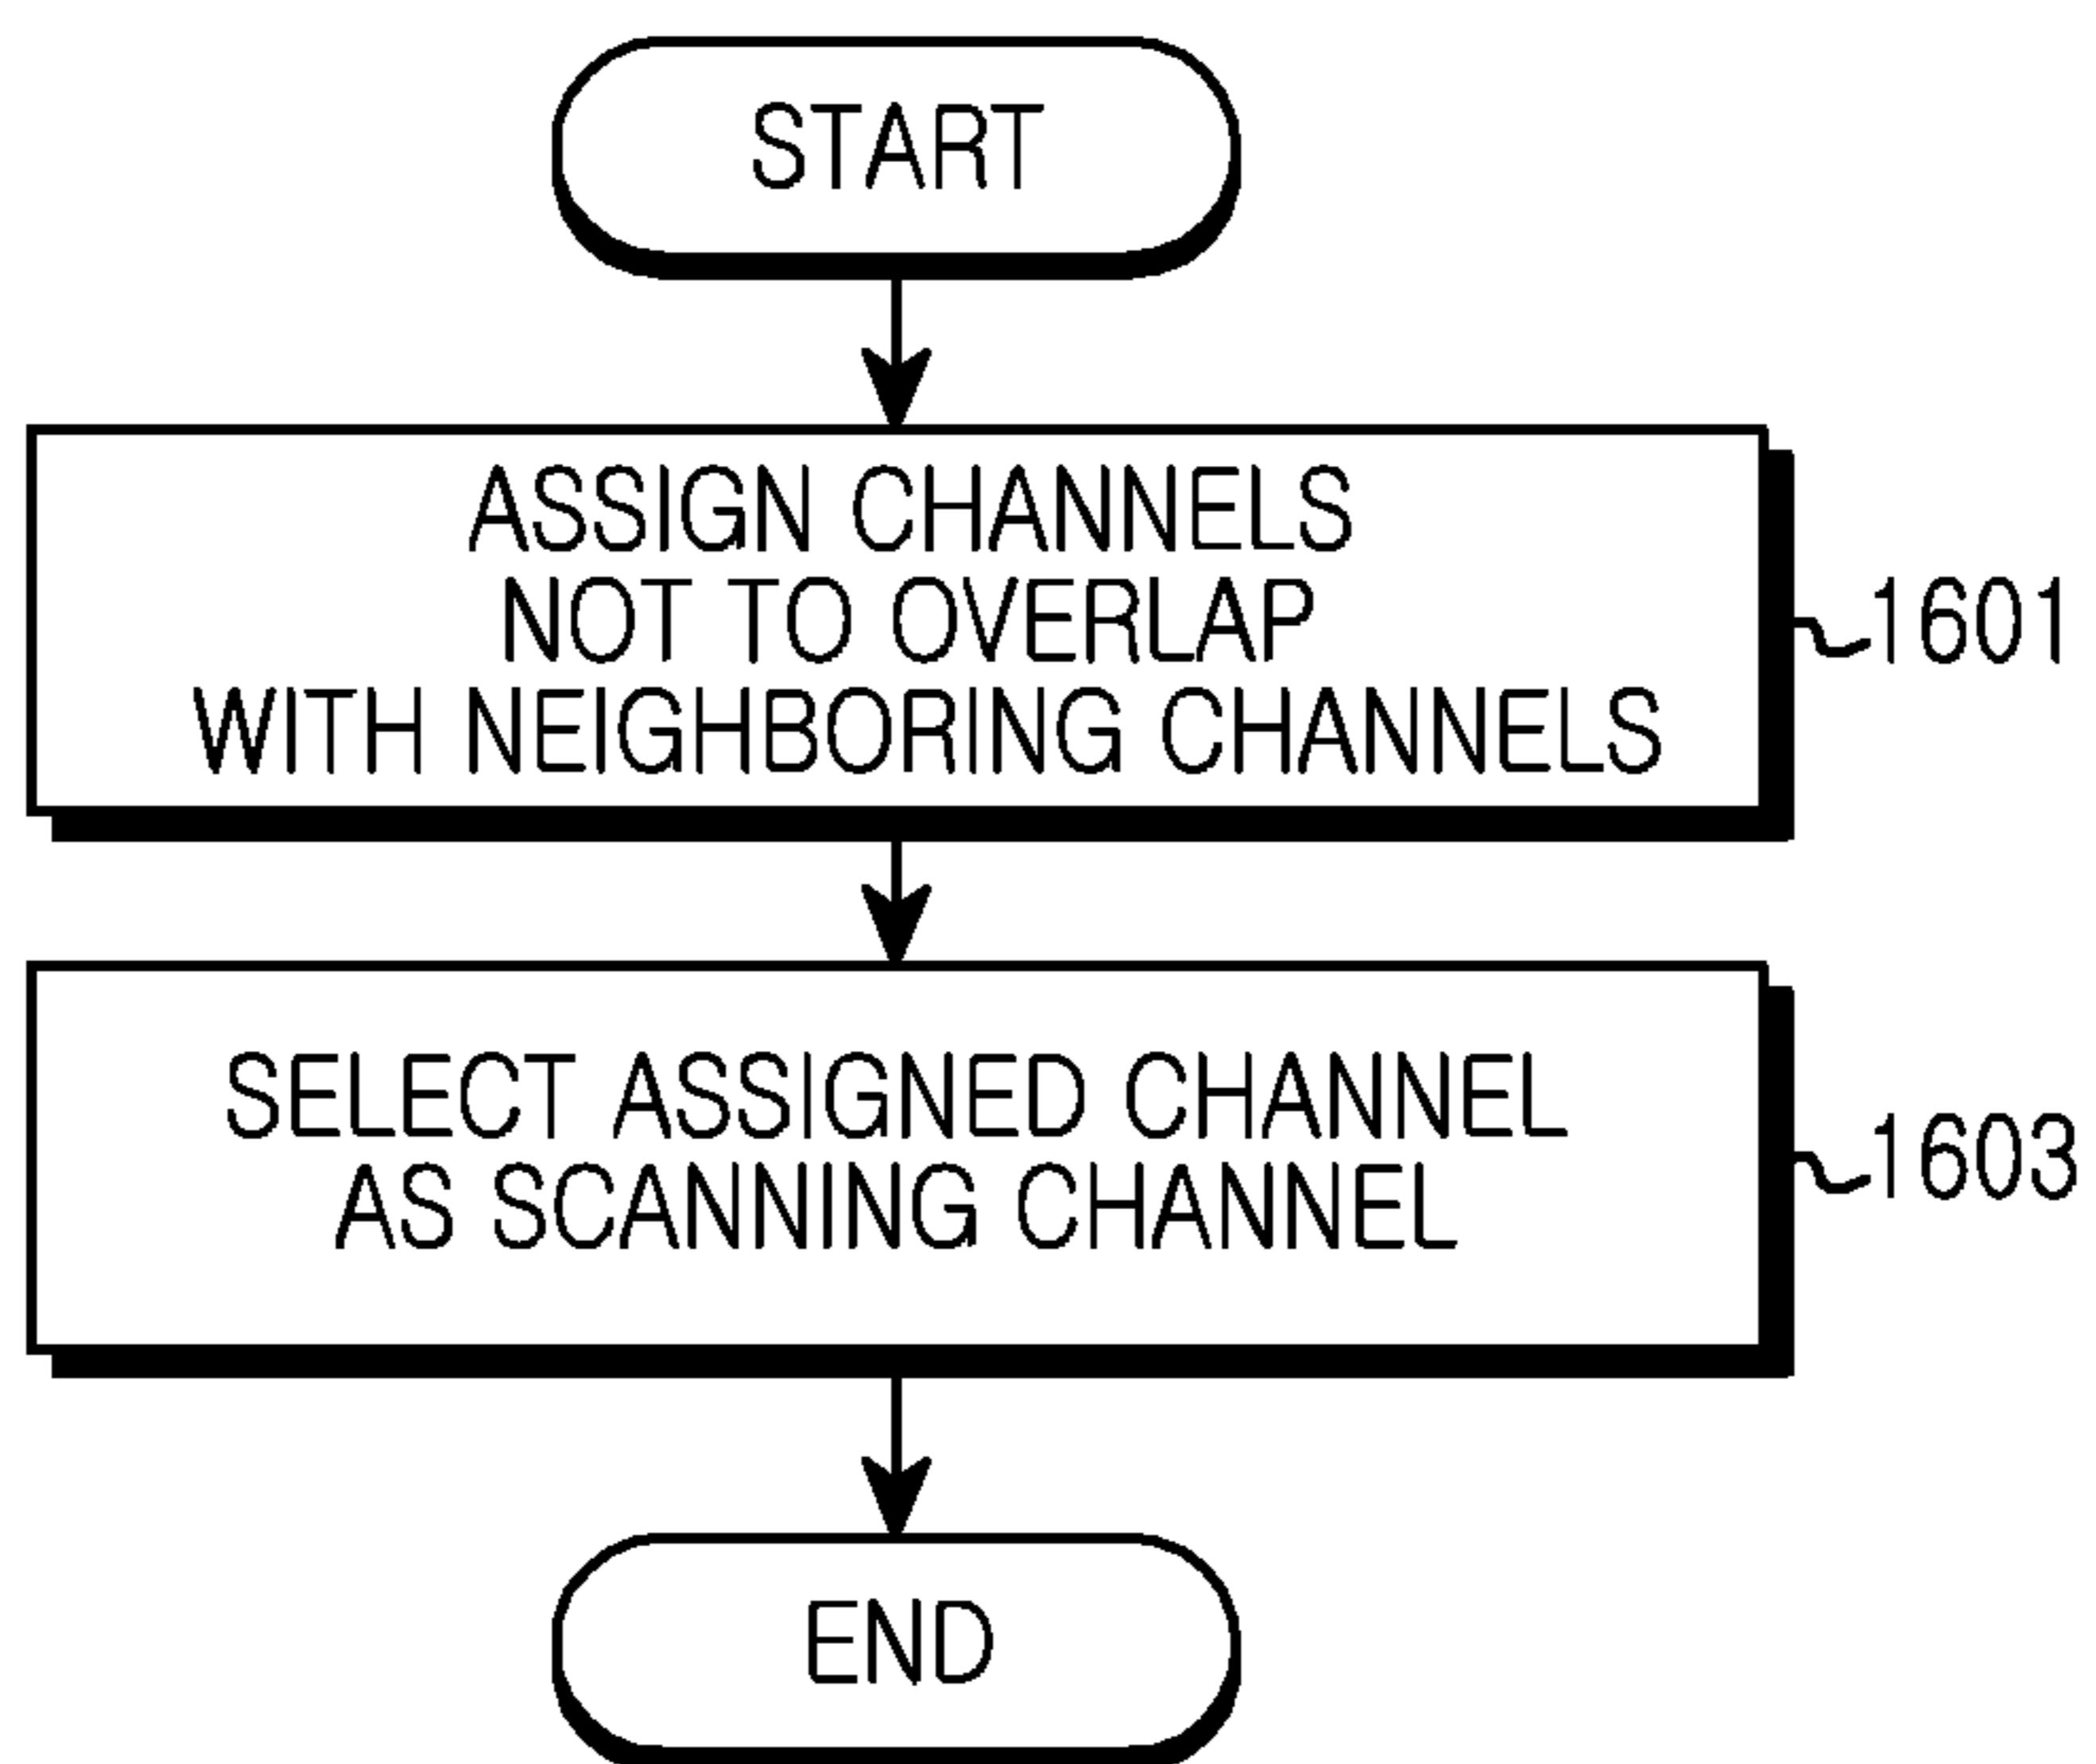 START
ASSIGN CHANNELS
NOT TO OVERLAP
WITH NEIGHBORING CHANNELS
1601
SELECT ASSIGNED CHANNEL
AS SCANNING CHANNEL
1603
END